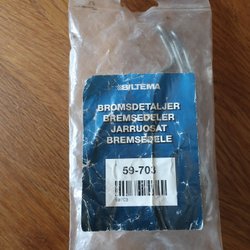 BILTEMA
BROMSDETALJER
BREMSEDELER
JARRUOSAT
BREMSEDELE
59-703